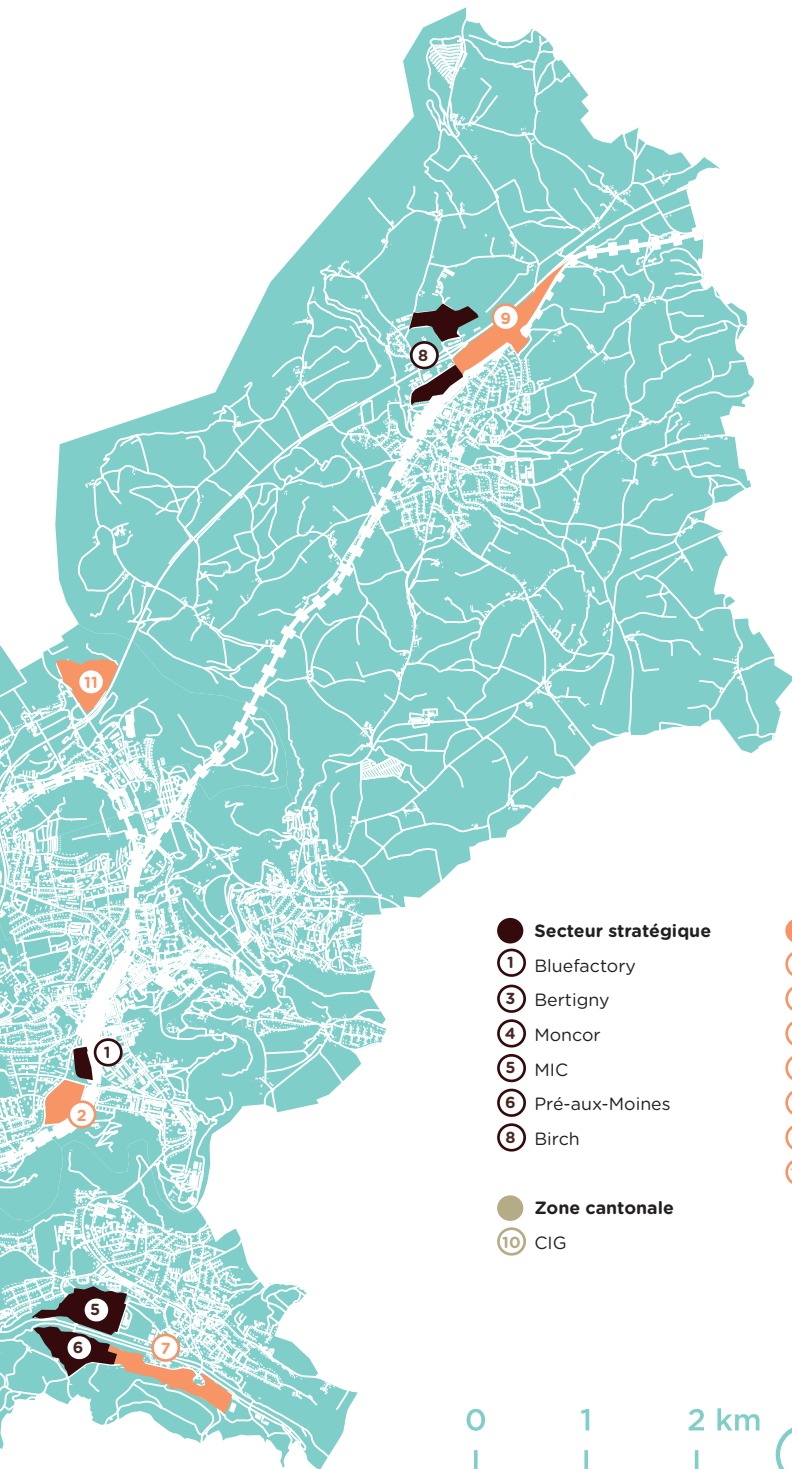 9
8
11
1
2
5
6
7
Secteur stratégique
1 Bluefactory
3 Bertigny
4 Moncor
5 MIC
6 Pré-aux-Moines
8 Birch
Zone cantonale
10 CIG
0 1 2 km